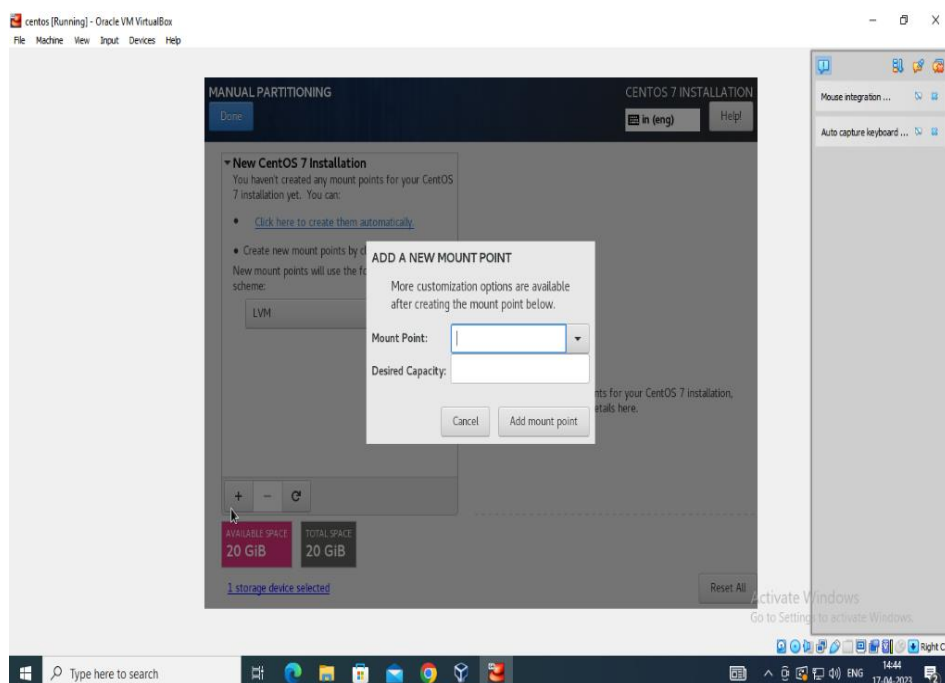 centos [Running] - Oracle VM VirtualBox
File Machine View Input Devices Help
MANUAL PARTITIONING
CENTOS 7 INSTALLATION
Done
in (eng)
Help!
Mouse integration ...
Auto capture keyboard ...
New CentOS 7 Installation
You haven't created any mount points for your CentOS
7 installation yet. You can:
• Click here to create them automatically.
• Create new mount points by cl
New mount points will use the fo
scheme:
LVM
ADD A NEW MOUNT POINT
More customization options are available
after creating the mount point below.
Mount Point:
Desired Capacity:
Cancel
Add mount point
nts for your CentOS 7 installation,
etails here.
+ −
AVAILABLE SPACE
20 GiB
TOTAL SPACE
20 GiB
1 storage device selected
Reset All
Activate Windows
Go to Settings to activate Windows.
Right C
Type here to search
ENG
14:44
17-04-2023
2